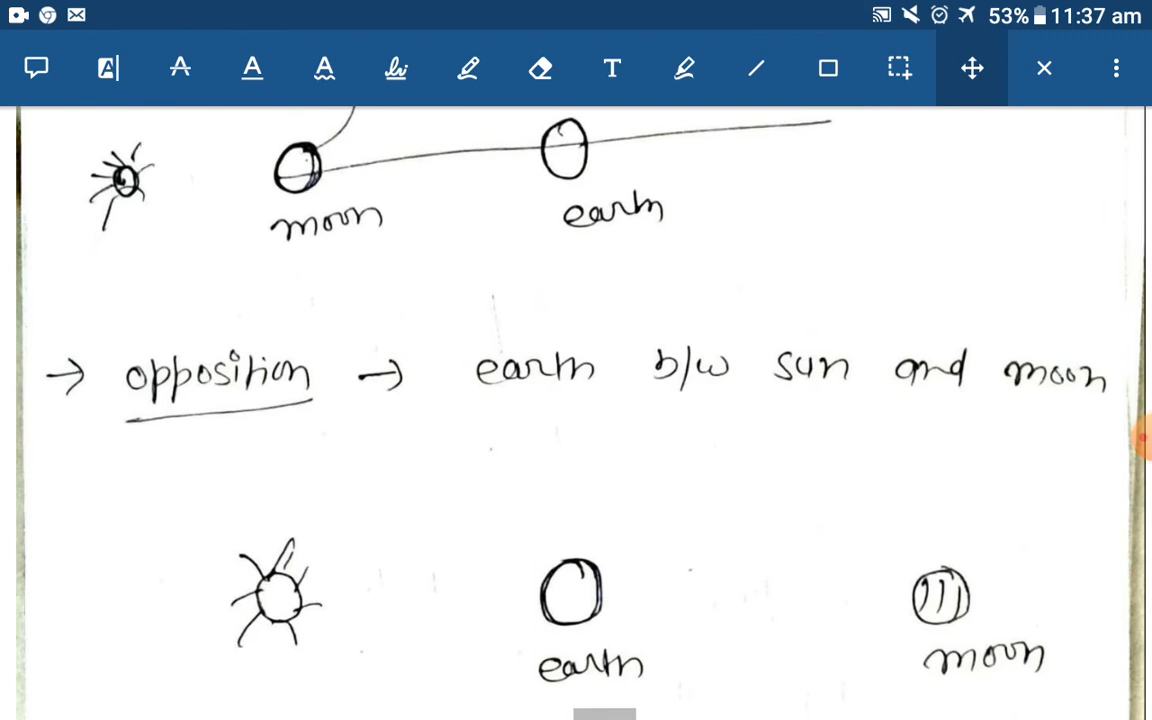 53% 11:37 am
A A A A T
moon earth
→ opposition → earth b/w sun and moon
earth moon